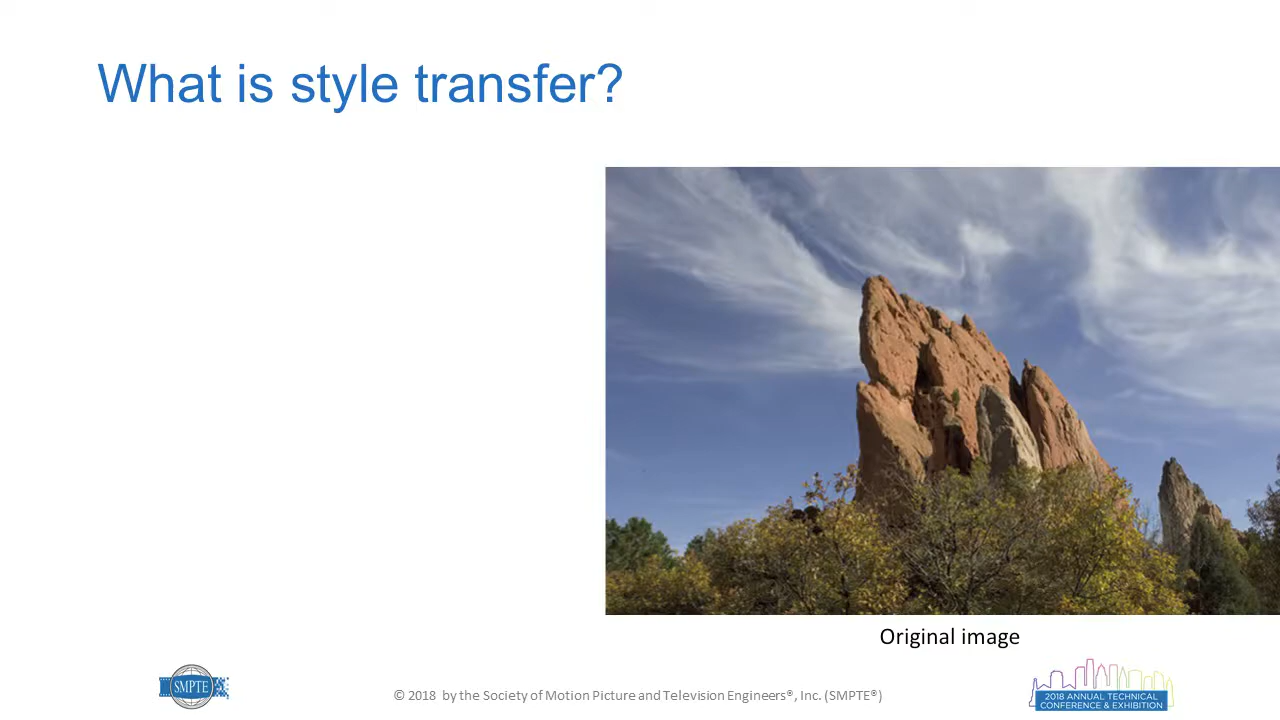 What is style transfer?
Original image
SMPTE
© 2018 by the Society of Motion Picture and Television Engineers®, Inc. (SMPTE®)
2018 ANNUAL TECHNICAL
CONFERENCE & EXHIBITION